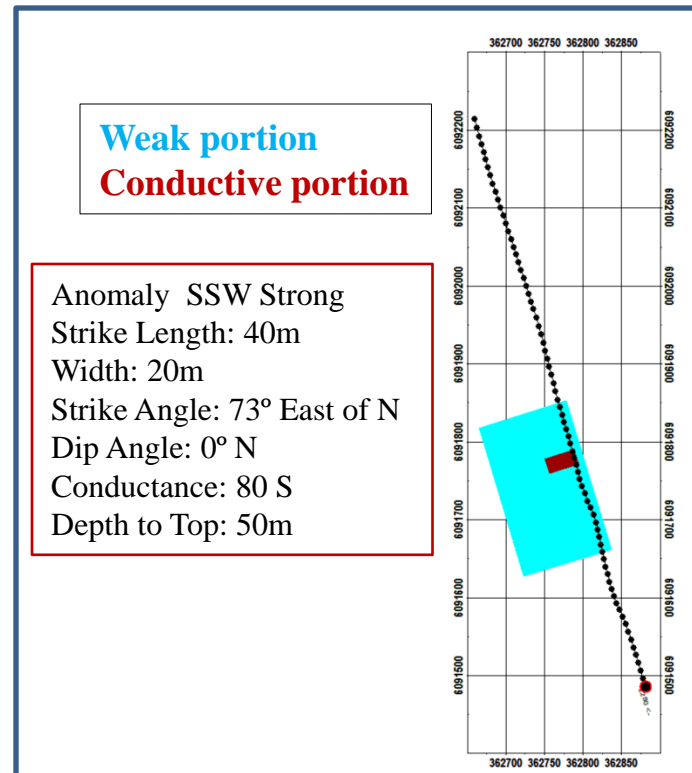 362700 362750 362800 362850
Weak portion
Conductive portion
Anomaly SSW Strong
Strike Length: 40m
Width: 20m
Strike Angle: 73º East of N
Dip Angle: 0º N
Conductance: 80 S
Depth to Top: 50m
6092200 6092200
6092100 6092100
6092000 6092000
6091900 6091900
6091800 6091800
6091700 6091700
6091600 6091600
6091500 6091500
362700 362750 362800 362850